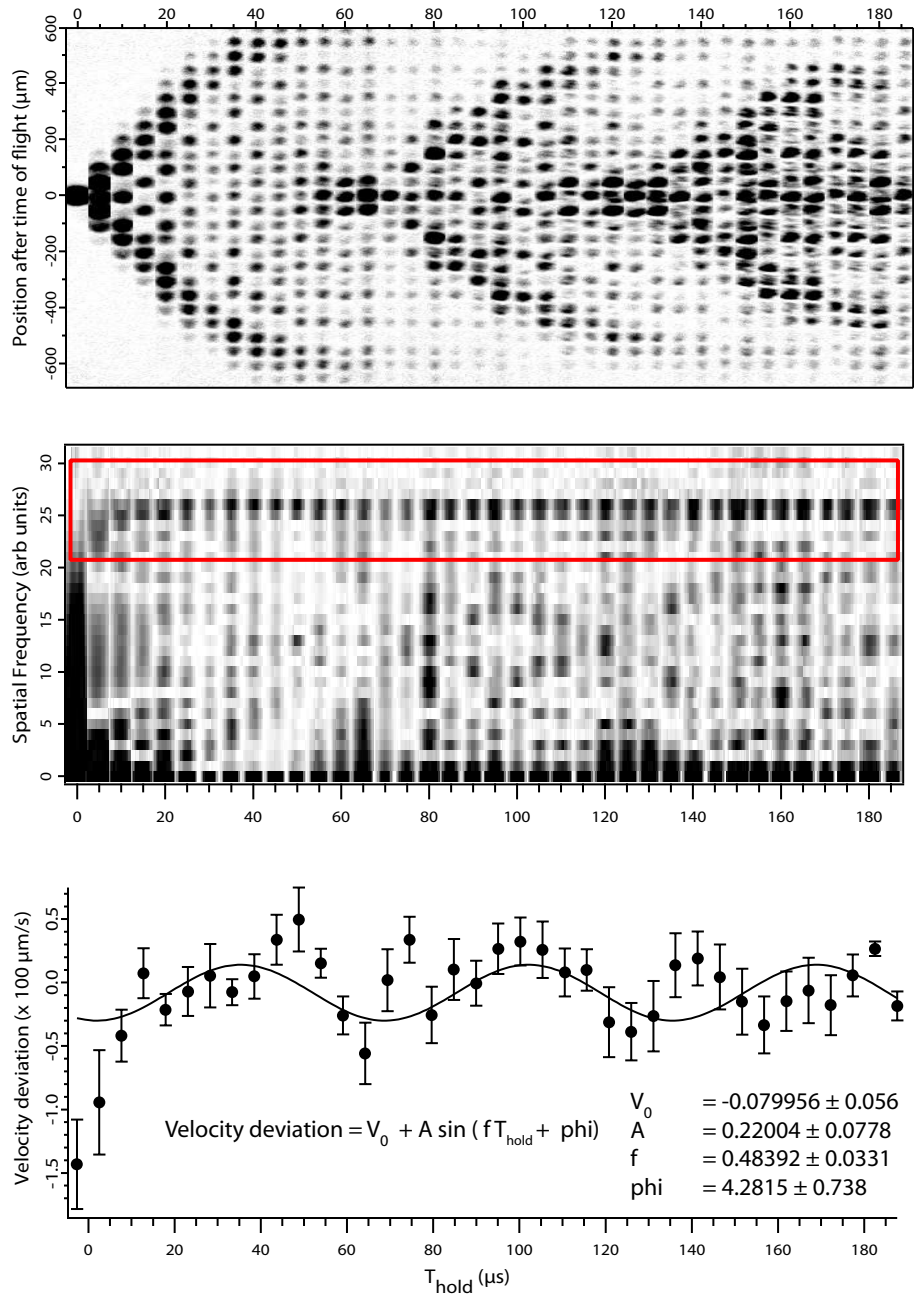 0 20 40 60 80 100 120 140 160 180
Position after time of flight (μm)
600
400
200
0
-200
-400
-600
Spatial Frequency (arb units)
30
25
20
15
10
5
0
0 20 40 60 80 100 120 140 160 180
Velocity deviation (x 100 μm/s)
0.5
0.0
-0.5
-1.0
-1.5
Velocity deviation = V0 + A sin ( f Thold + phi)
V0 = -0.079956 ± 0.056
A = 0.22004 ± 0.0778
f = 0.48392 ± 0.0331
phi = 4.2815 ± 0.738
0 20 40 60 80 100 120 140 160 180
Thold (μs)